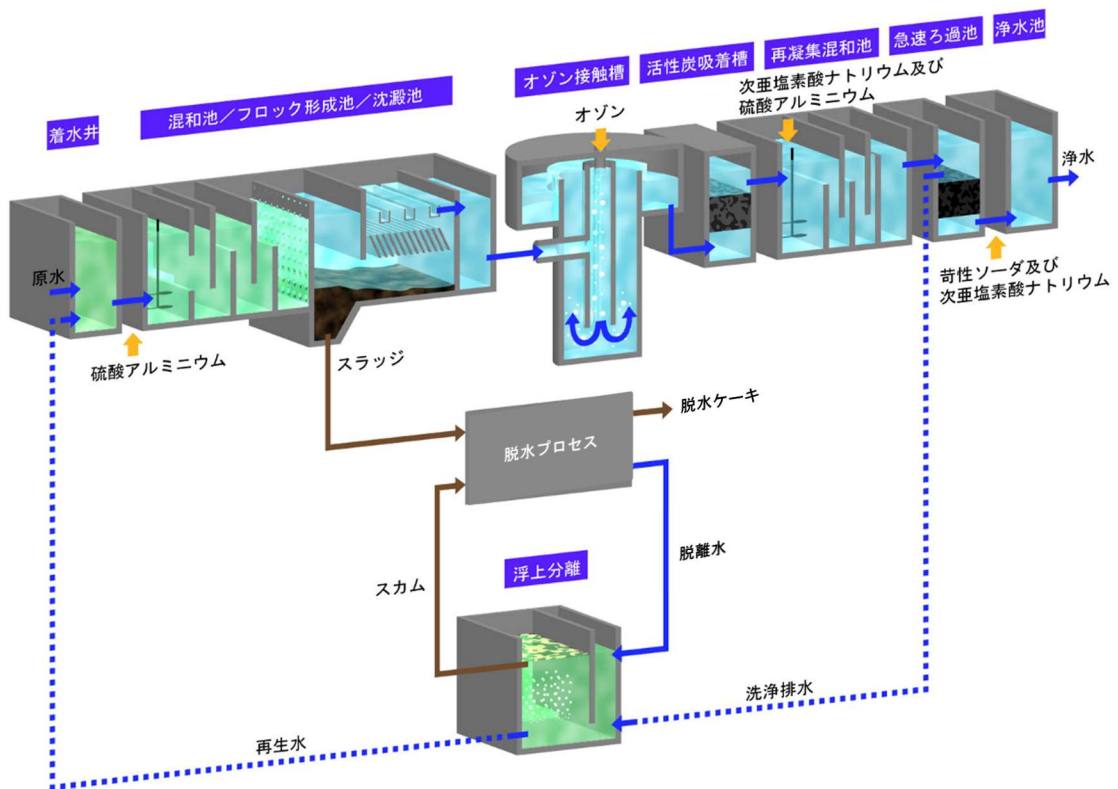 着水井
混和池／フロック形成池／沈澱池
オゾン接触槽
活性炭吸着槽
再凝集混和池
急速ろ過池
浄水池
オゾン
次亜塩素酸ナトリウム及び
硫酸アルミニウム
浄水
原水
硫酸アルミニウム
苛性ソーダ及び
次亜塩素酸ナトリウム
スラッジ
脱水ケーキ
脱水プロセス
脱離水
スカム
浮上分離
洗浄排水
再生水